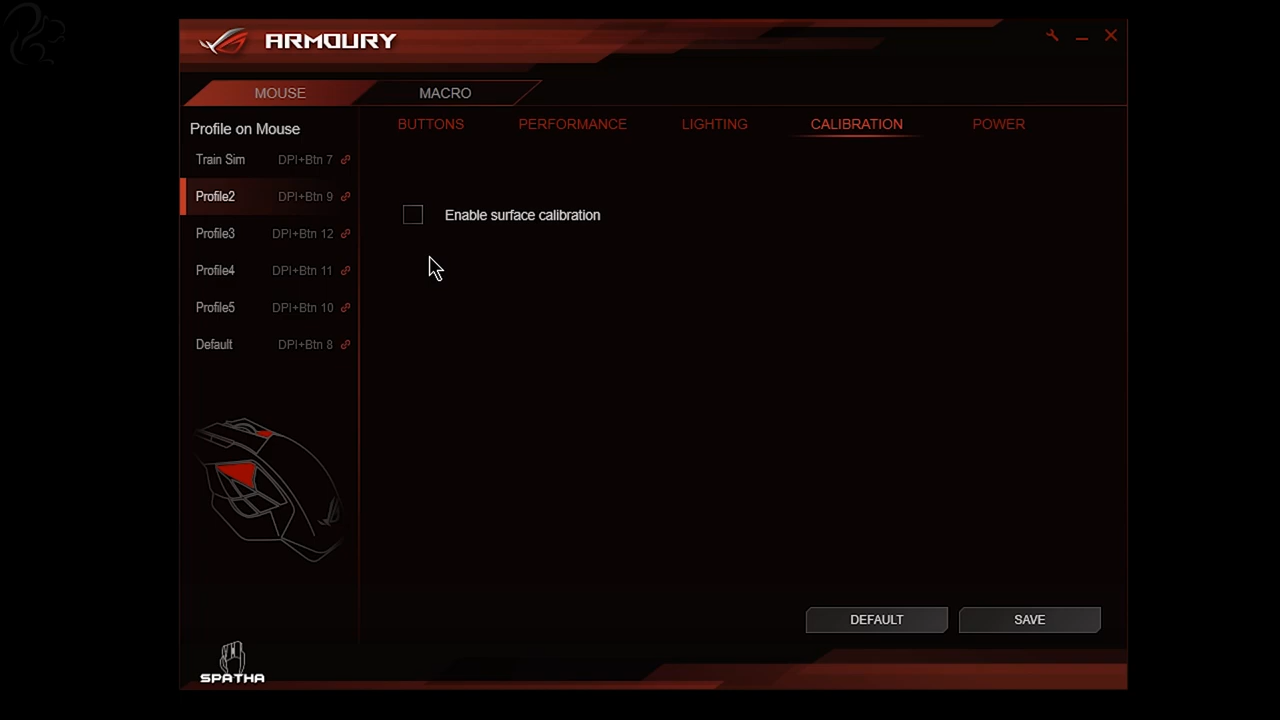 ARMOURY
MOUSE MACRO
Profile on Mouse
BUTTONS PERFORMANCE LIGHTING CALIBRATION POWER
Train Sim DPI+Btn 7
Profile2 DPI+Btn 9
Profile3 DPI+Btn 12
Profile4 DPI+Btn 11
Profile5 DPI+Btn 10
Default DPI+Btn 8
Enable surface calibration
DEFAULT SAVE
SPATHA